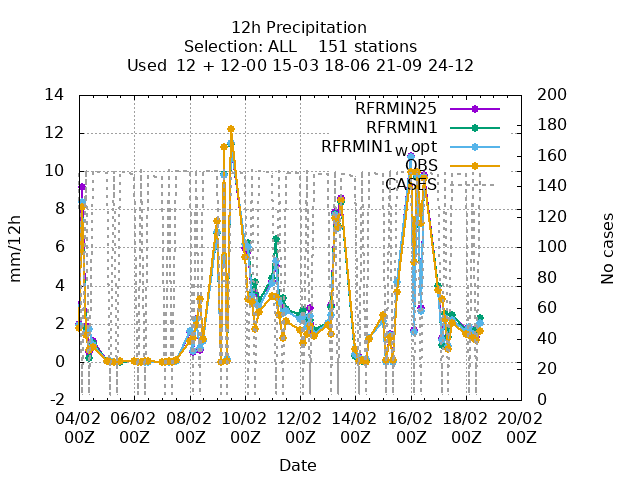 12h Precipitation
Selection: ALL    151 stations
Used  12 + 12-00 15-03 18-06 21-09 24-12
RFRMIN25
RFRMIN1
RFRMIN1wopt
OBS
CASES
14
12
10
8
6
4
2
0
-2
200
180
160
140
120
100
80
60
40
20
0
mm/12h
No cases
04/02 06/02 08/02 10/02 12/02 14/02 16/02 18/02 20/02
00Z 00Z 00Z 00Z 00Z 00Z 00Z 00Z 00Z
Date